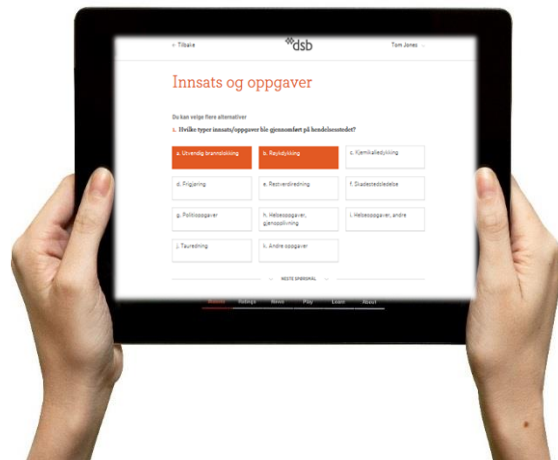 < Tilbake
dsb
Tom Jones
Innsats og oppgaver
Du kan velge flere alternativer
1. Hvilke typer innsats/oppgaver ble gjennomført på hendelsesstedet?
a. Utvendig brannslokking
b. Røykdykking
c. Kjemikaliedykking
d. Frigjøring
e. Restverdiredning
f. Skadestedsledelse
g. Politioppgaver
h. Helseoppgaver,
gjenoppliving
i. Helseoppgaver, andre
j. Tauredning
k. Andre oppgaver
NESTE SPØRSMÅL
Ratings News Play Learn About